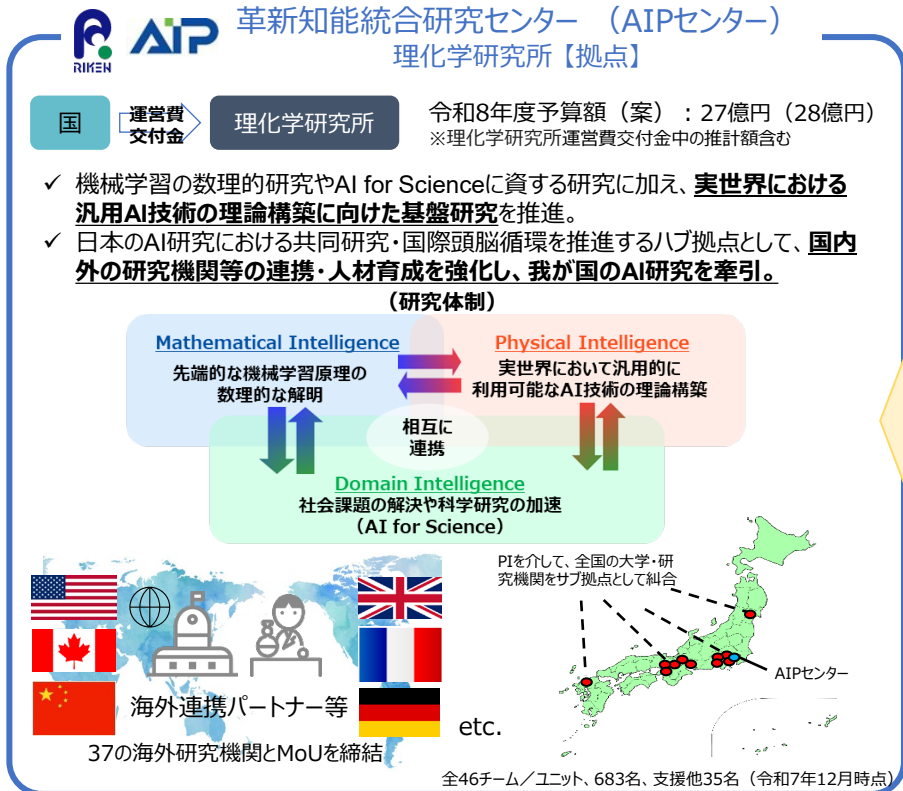 RIKEN
AIP
革新知能統合研究センター （AIPセンター）
理化学研究所【拠点】
国
運営費
交付金
理化学研究所
令和8年度予算額（案）：27億円（28億円）
※理化学研究所運営費交付金中の推計額含む
✓ 機械学習の数理的研究やAI for Scienceに資する研究に加え、実世界における
汎用AI技術の理論構築に向けた基盤研究を推進。
✓ 日本のAI研究における共同研究・国際頭脳循環を推進するハブ拠点として、国内
外の研究機関等の連携・人材育成を強化し、我が国のAI研究を牽引。
（研究体制）
Mathematical Intelligence
先端的な機械学習原理の
数理的な解明
Physical Intelligence
実世界において汎用的に
利用可能なAI技術の理論構築
相互に
連携
Domain Intelligence
社会課題の解決や科学研究の加速
（AI for Science）
海外連携パートナー等
etc.
37の海外研究機関とMoUを締結
PIを介して、全国の大学・研
究機関をサブ拠点として糾合
AIPセンター
全46チーム／ユニット、683名、支援他35名（令和7年12月時点）